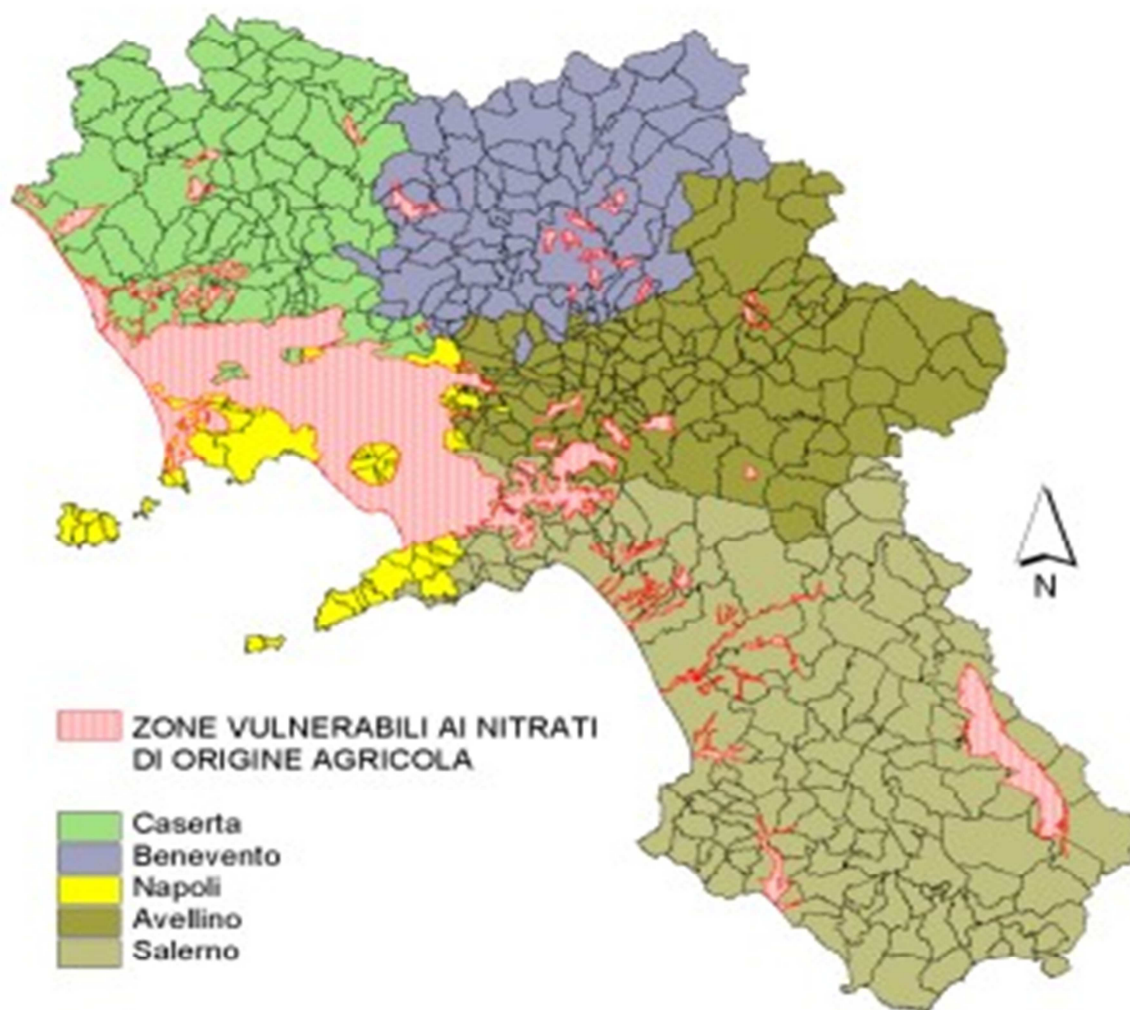 N
ZONE VULNERABILI AI NITRATI
DI ORIGINE AGRICOLA
Caserta
Benevento
Napoli
Avellino
Salerno